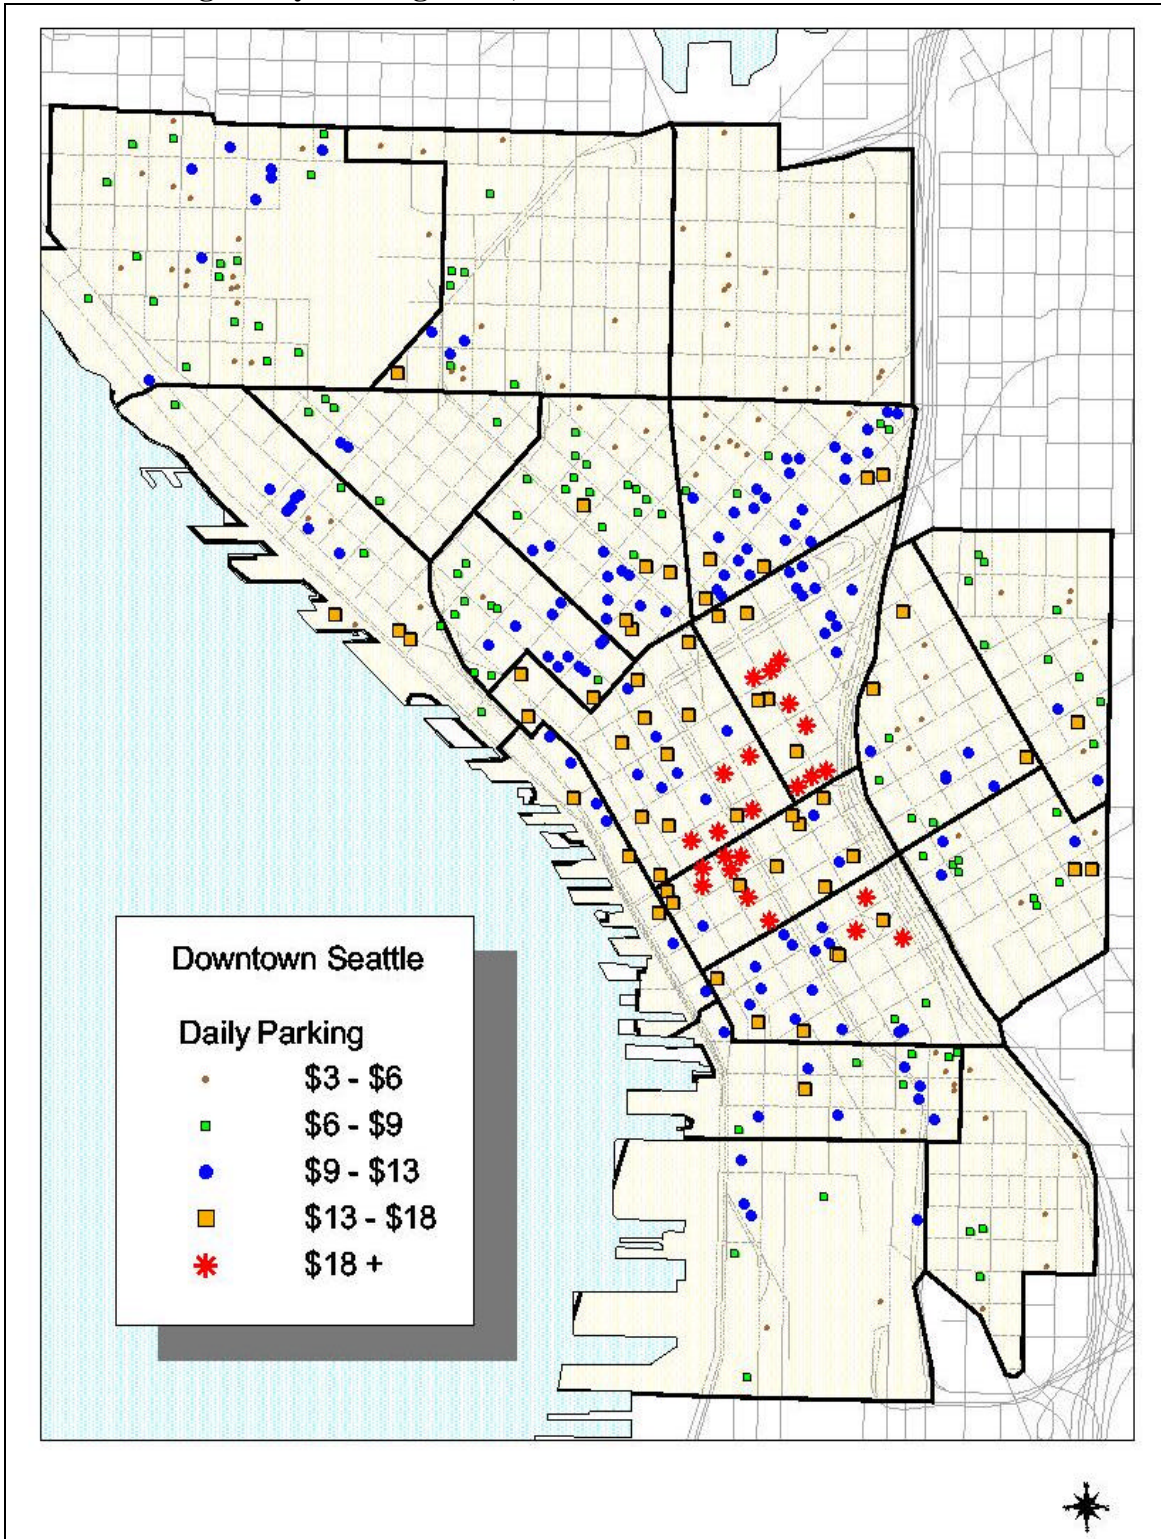 Downtown Seattle
Daily Parking
$3 - $6
$6 - $9
$9 - $13
$13 - $18
$18 +